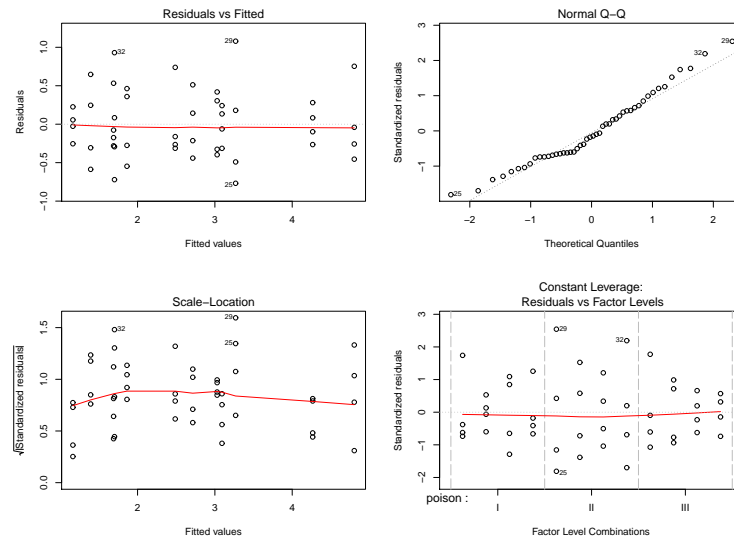 Residuals vs Fitted
Residuals
1.0
0.5
0.0
−0.5
−1.0
32
29
25
2
4
Fitted values
Normal Q−Q
Standardized residuals
3
2
1
0
−1
29
32
25
−2
−1
0
1
2
Theoretical Quantiles
Scale−Location
√|Standardized residuals|
1.5
1.0
0.5
0.0
32
29
25
2
4
Fitted values
Constant Leverage:
Residuals vs Factor Levels
Standardized residuals
3
2
1
0
−1
−2
29
32
25
poison :
I
II
III
Factor Level Combinations